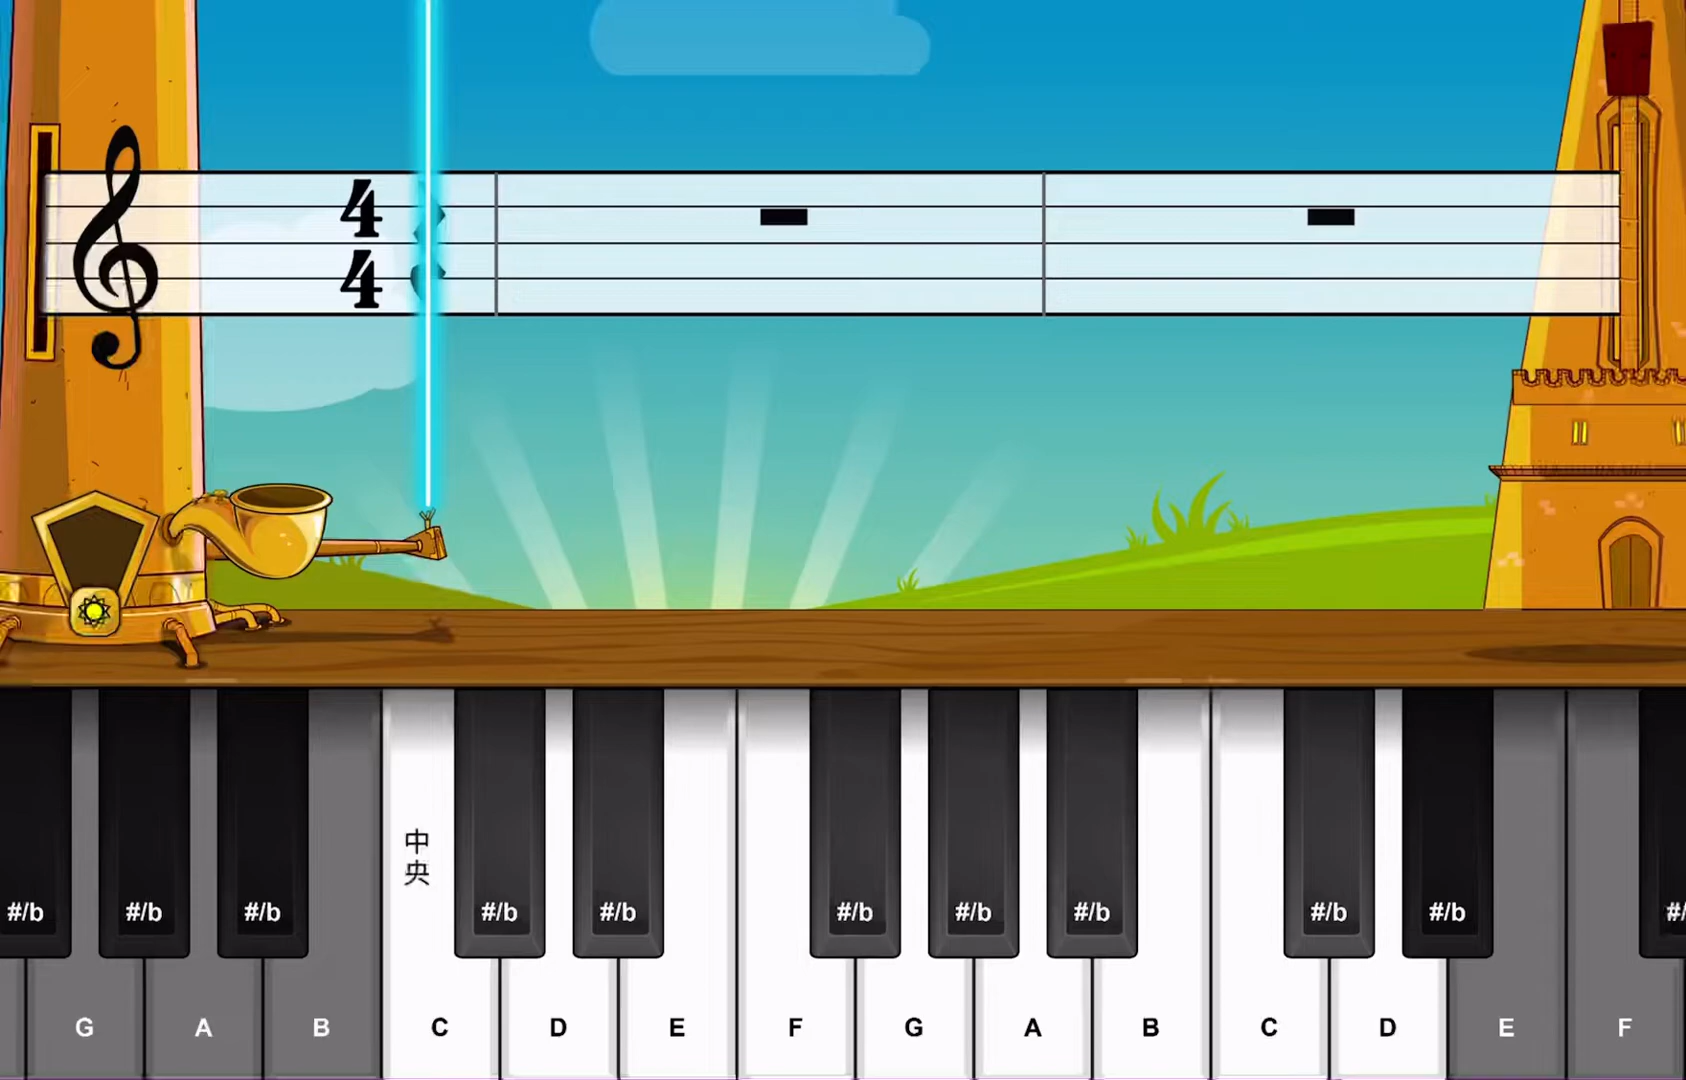 4
4
中
央
#/b #/b #/b #/b #/b #/b #/b #/b #/b #/b
G A B C D E F G A B C D E F